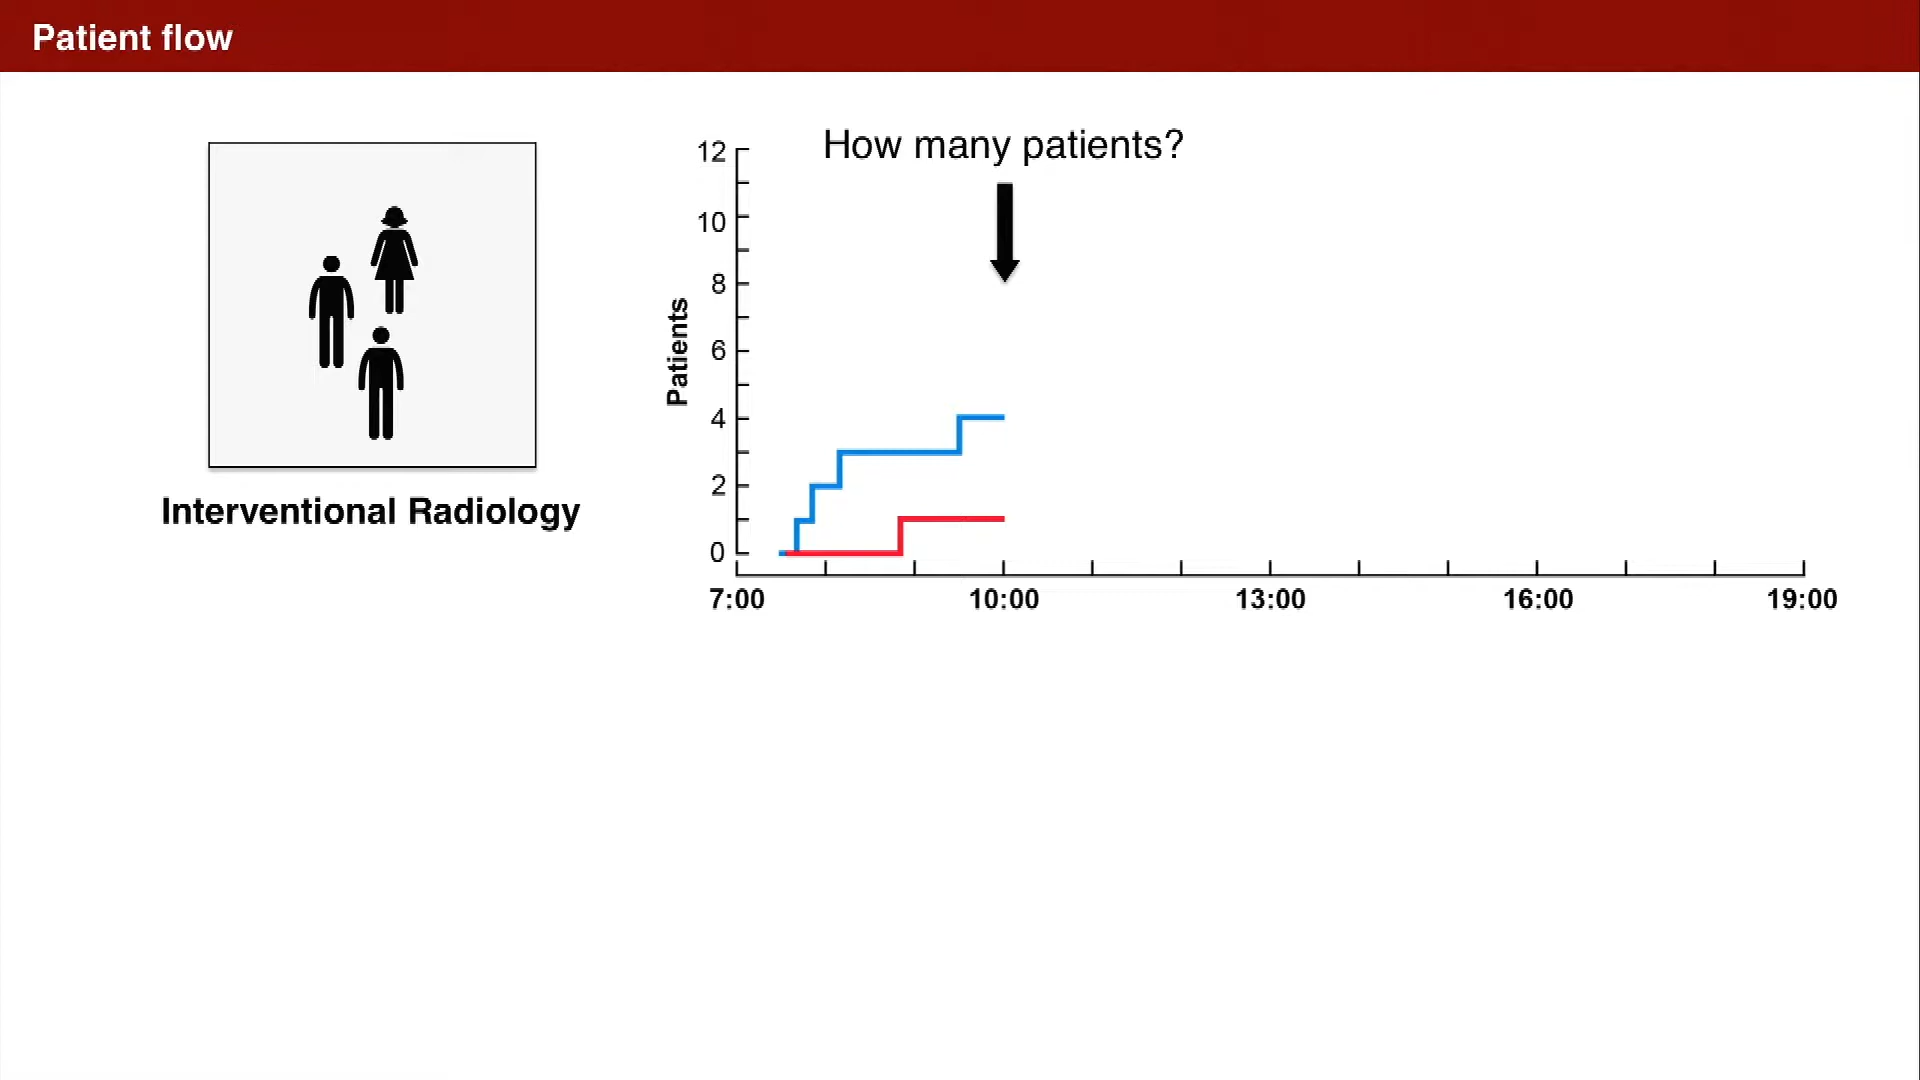 Patient flow
Interventional Radiology
How many patients?
Patients
12
10
8
6
4
2
0
7:00 10:00 13:00 16:00 19:00